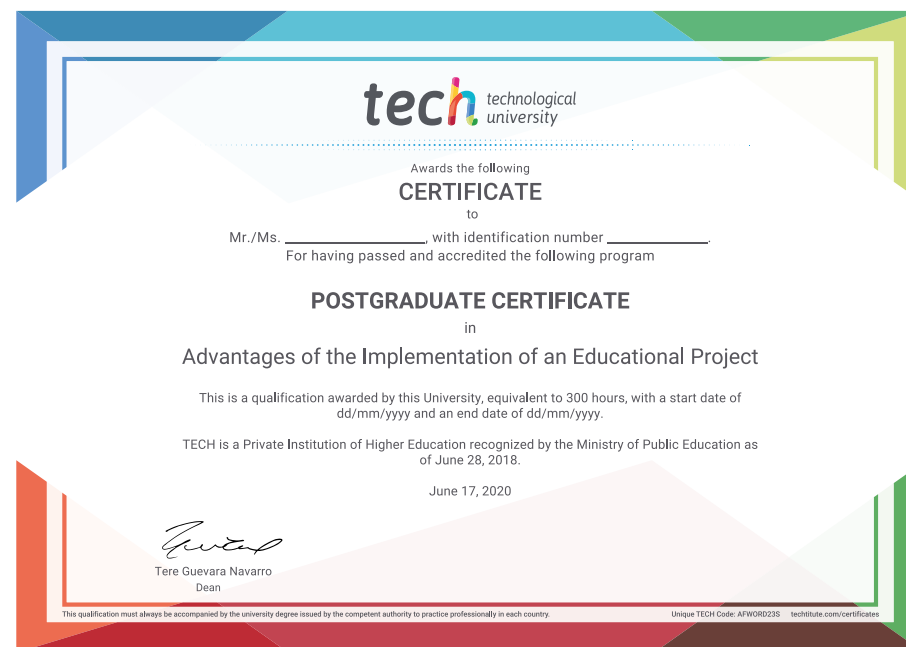 tech technological
university
Awards the following
CERTIFICATE
to
Mr./Ms. ____________________, with identification number ______________.
For having passed and accredited the following program
POSTGRADUATE CERTIFICATE
in
Advantages of the Implementation of an Educational Project
This is a qualification awarded by this University, equivalent to 300 hours, with a start date of
dd/mm/yyyy and an end date of dd/mm/yyyy.
TECH is a Private Institution of Higher Education recognized by the Ministry of Public Education as
of June 28, 2018.
June 17, 2020
Tere Guevara Navarro
Dean
This qualification must always be accompanied by the university degree issued by the competent authority to practice professionally in each country. Unique TECH Code: AFWORD23S techtitute.com/certificates